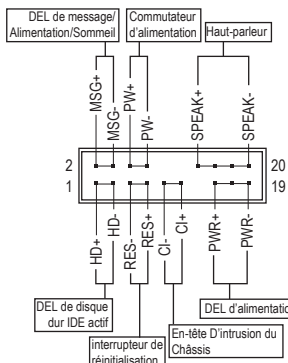 DEL de message/
Alimentation/Sommeil
Commutateur
d'alimentation
Haut-parleur
MSG+
MSG-
PW+
PW-
SPEAK+
SPEAK-
2
20
1
19
HD+
HD-
RES-
RES+
CI-
CI+
PWR+
PWR-
DEL de disque
dur IDE actif
interrupteur de
réinitialisation
En-tête D'intrusion du
Châssis
DEL d'alimentation